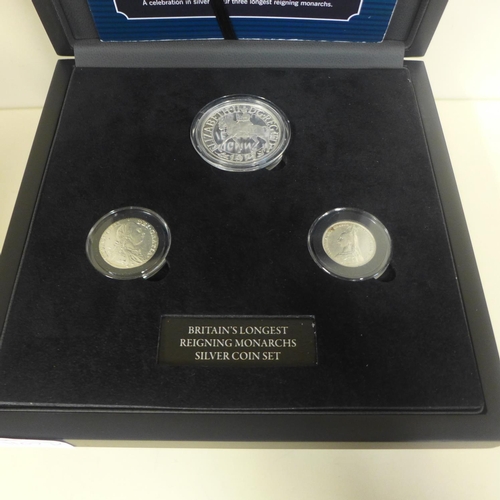 A celebration in silver of our three longest reigning monarchs.
BRITAIN'S LONGEST
REIGNING MONARCHS
SILVER COIN SET